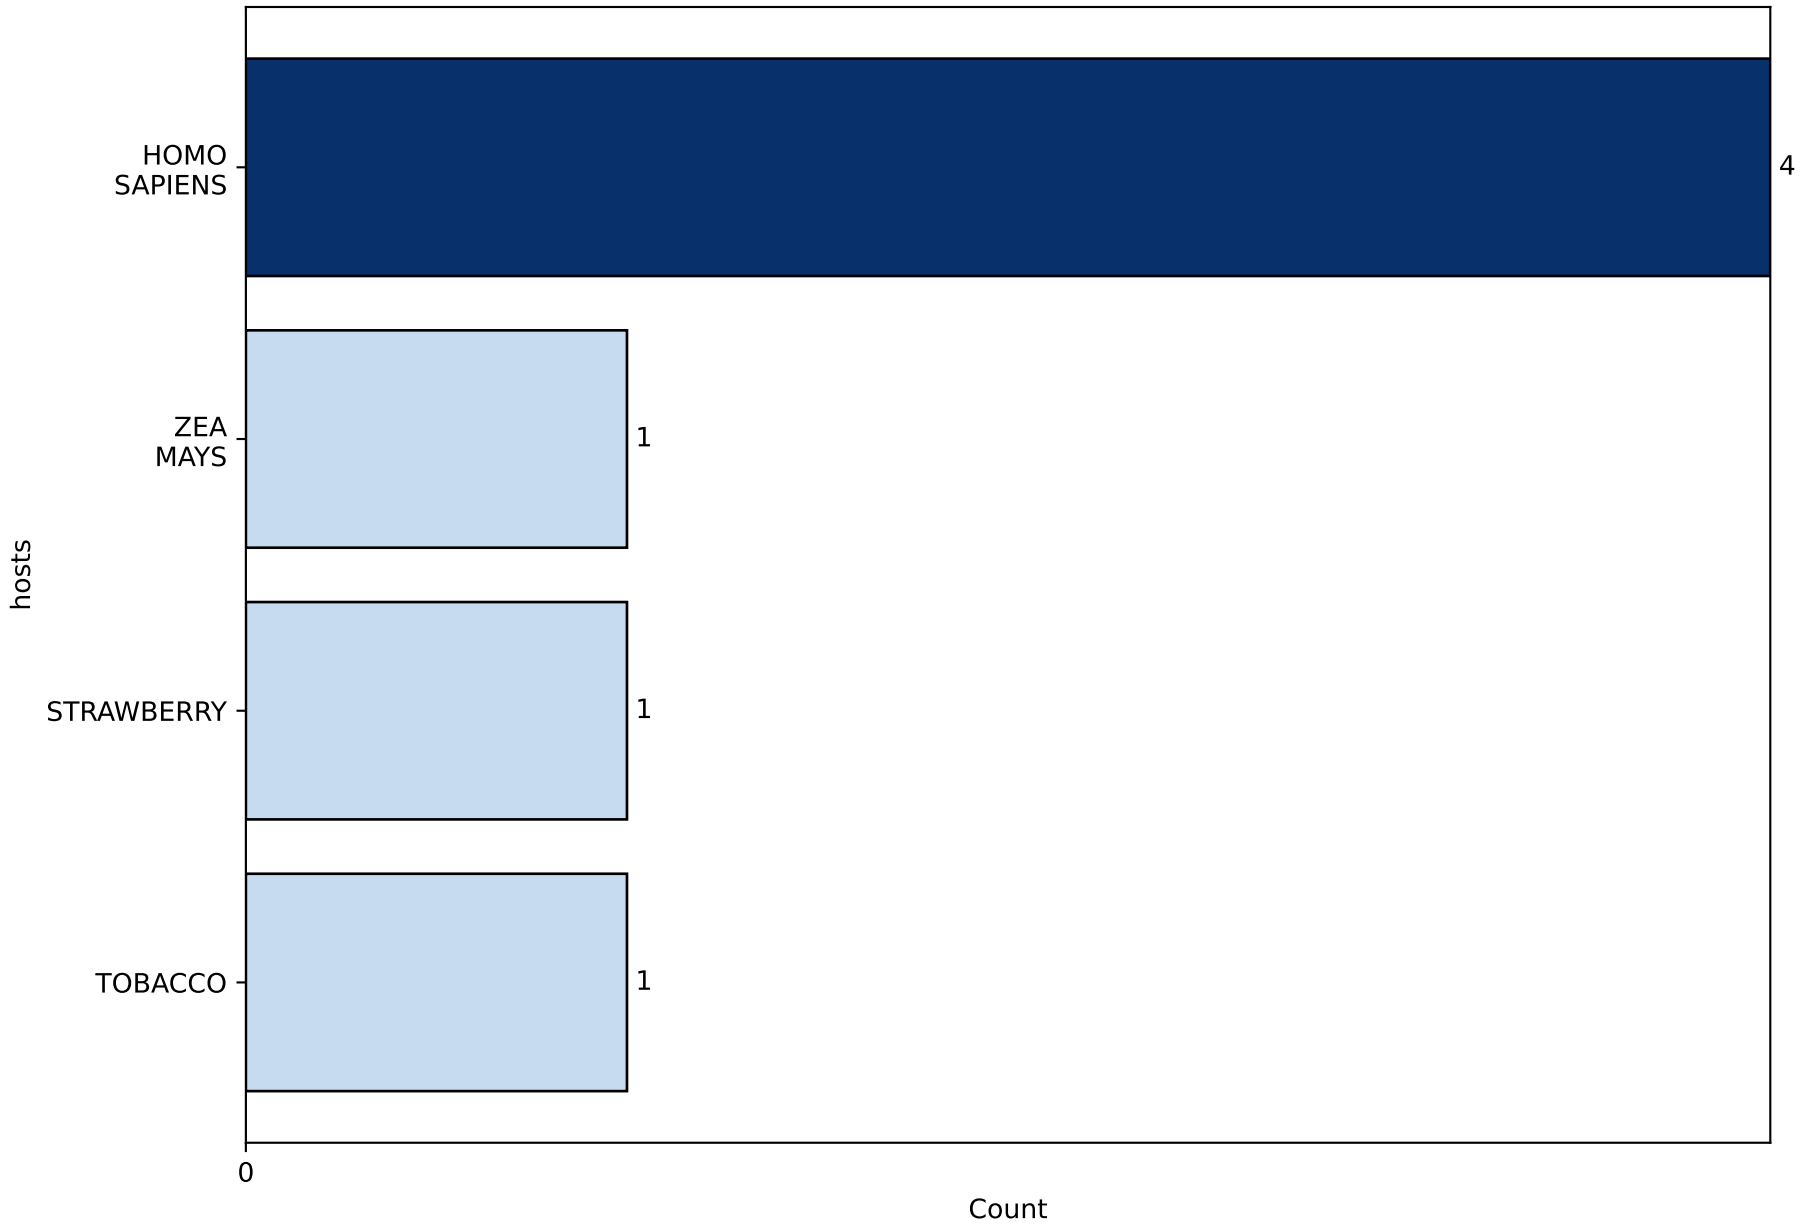 HOMO
SAPIENS
4
ZEA
MAYS
1
hosts
STRAWBERRY
1
TOBACCO
1
0
Count